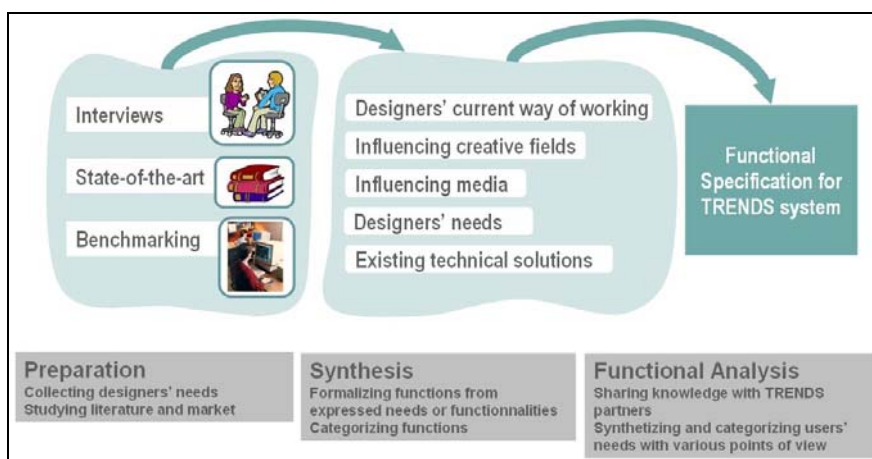 Interviews
State-of-the-art
Benchmarking
Designers' current way of working
Influencing creative fields
Influencing media
Designers' needs
Existing technical solutions
Functional
Specification for
TRENDS system
Preparation
Collecting designers' needs
Studying literature and market
Synthesis
Formalizing functions from
expressed needs or functionnalities
Categorizing functions
Functional Analysis
Sharing knowledge with TRENDS
partners
Synthetizing and categorizing users'
needs with various points of view